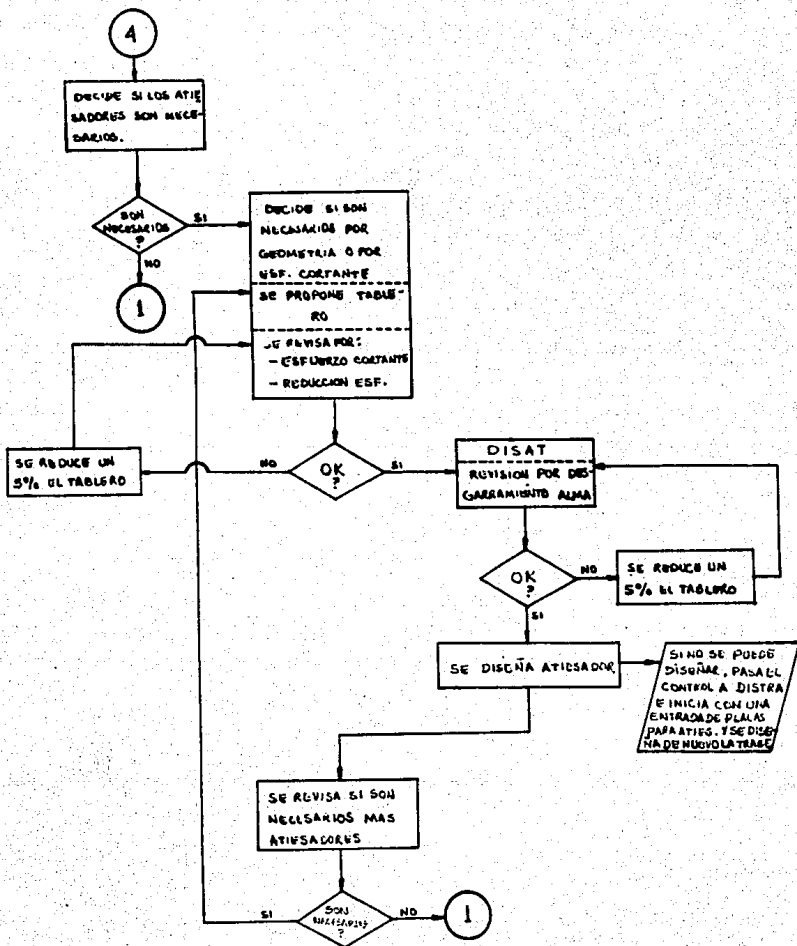 4
DECIDE SI LOS ATIE
SADORES SON NECE-
SARIOS.
SON
NECESARIOS
?
SI
NO
1
DECIDE SI SON
NECSARIOS POR
GEOMETRIA O POR
ESF. CORTANTE
SE PROPONE TABLE-
RO
SE REVISA POR:
- ESFUERZO CORTANTE
- REDUCCION ESF.
OK
?
NO
SI
SE REDUCE UN
5% EL TABLERO
DISAT
REVISION POR DES-
GARRAMIENTO ALMA
OK
?
NO
SI
SE REDUCE UN
5% EL TABLERO
SE DISEÑA ATIESADOR
SI NO SE PUEDE
DISEÑAR, PASA EL
CONTROL A DISTRA
E INICIA CON UNA
ENTRADA DE PLACAS
PARA ATIES. Y SE DISE-
ÑA DE NUEVO LA TRABE
SE REVISA SI SON
NECESARIOS MAS
ATIESADORES
SON
NECESARIOS
?
SI
NO
1